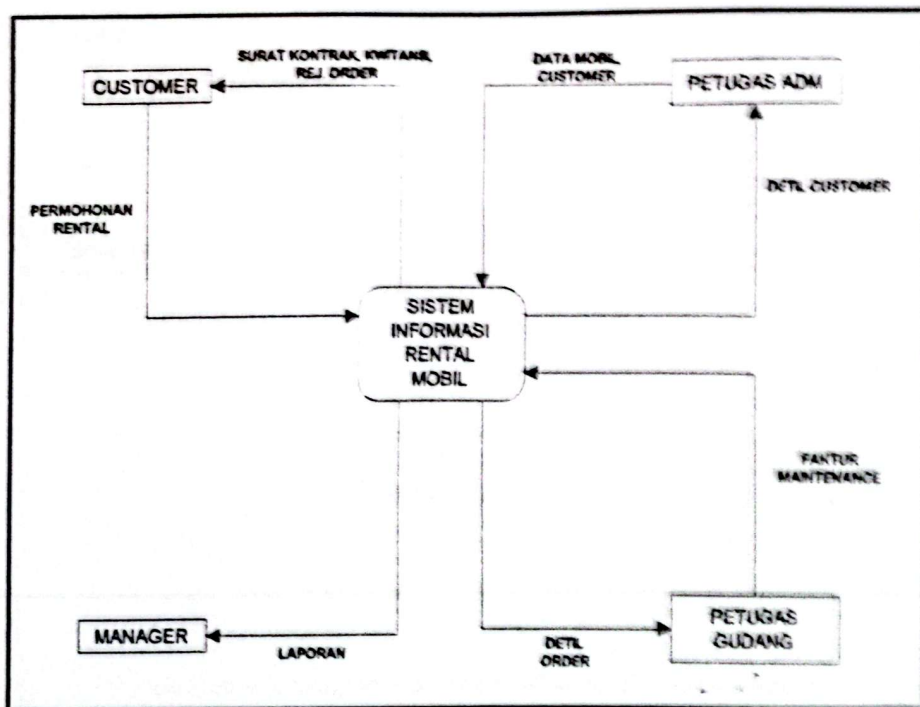 SURAT KONTRAK, KWITANSI,
REJ. ORDER
DATA MOBIL,
CUSTOMER
CUSTOMER
PETUGAS ADM
DETIL CUSTOMER
PERMOHONAN
RENTAL
SISTEM
INFORMASI
RENTAL
MOBIL
FAKTUR
MAINTENANCE
MANAGER
LAPORAN
DETIL
ORDER
PETUGAS
GUDANG